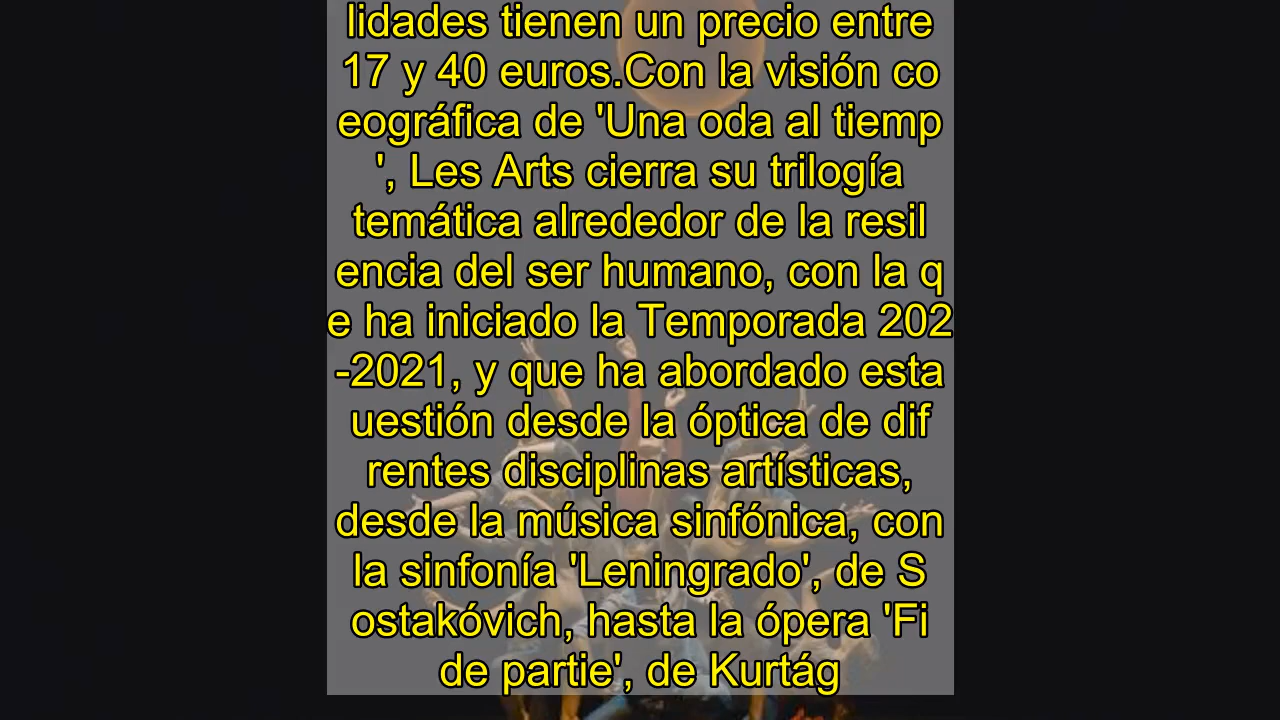 lidades tienen un precio entre
17 y 40 euros.Con la visión co
eográfica de 'Una oda al tiemp
', Les Arts cierra su trilogía
temática alrededor de la resil
encia del ser humano, con la q
e ha iniciado la Temporada 202
-2021, y que ha abordado esta
uestión desde la óptica de dif
rentes disciplinas artísticas,
desde la música sinfónica, con
la sinfonía 'Leningrado', de S
ostakóvich, hasta la ópera 'Fi
de partie', de Kurtág